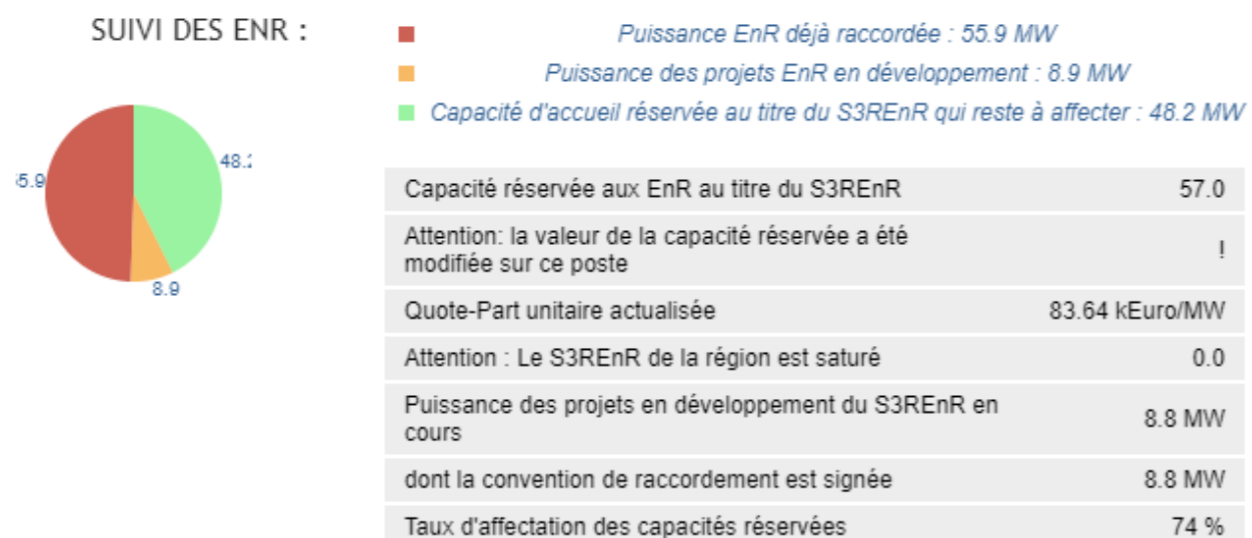 SUIVI DES ENR :
Puissance EnR déjà raccordée : 55.9 MW
Puissance des projets EnR en développement : 8.9 MW
Capacité d'accueil réservée au titre du S3REnR qui reste à affecter : 48.2 MW
48.2
55.9
8.9
Capacité réservée aux EnR au titre du S3REnR 57.0
Attention: la valeur de la capacité réservée a été
modifiée sur ce poste !
Quote-Part unitaire actualisée 83.64 kEuro/MW
Attention : Le S3REnR de la région est saturé 0.0
Puissance des projets en développement du S3REnR en
cours 8.8 MW
dont la convention de raccordement est signée 8.8 MW
Taux d'affectation des capacités réservées 74 %